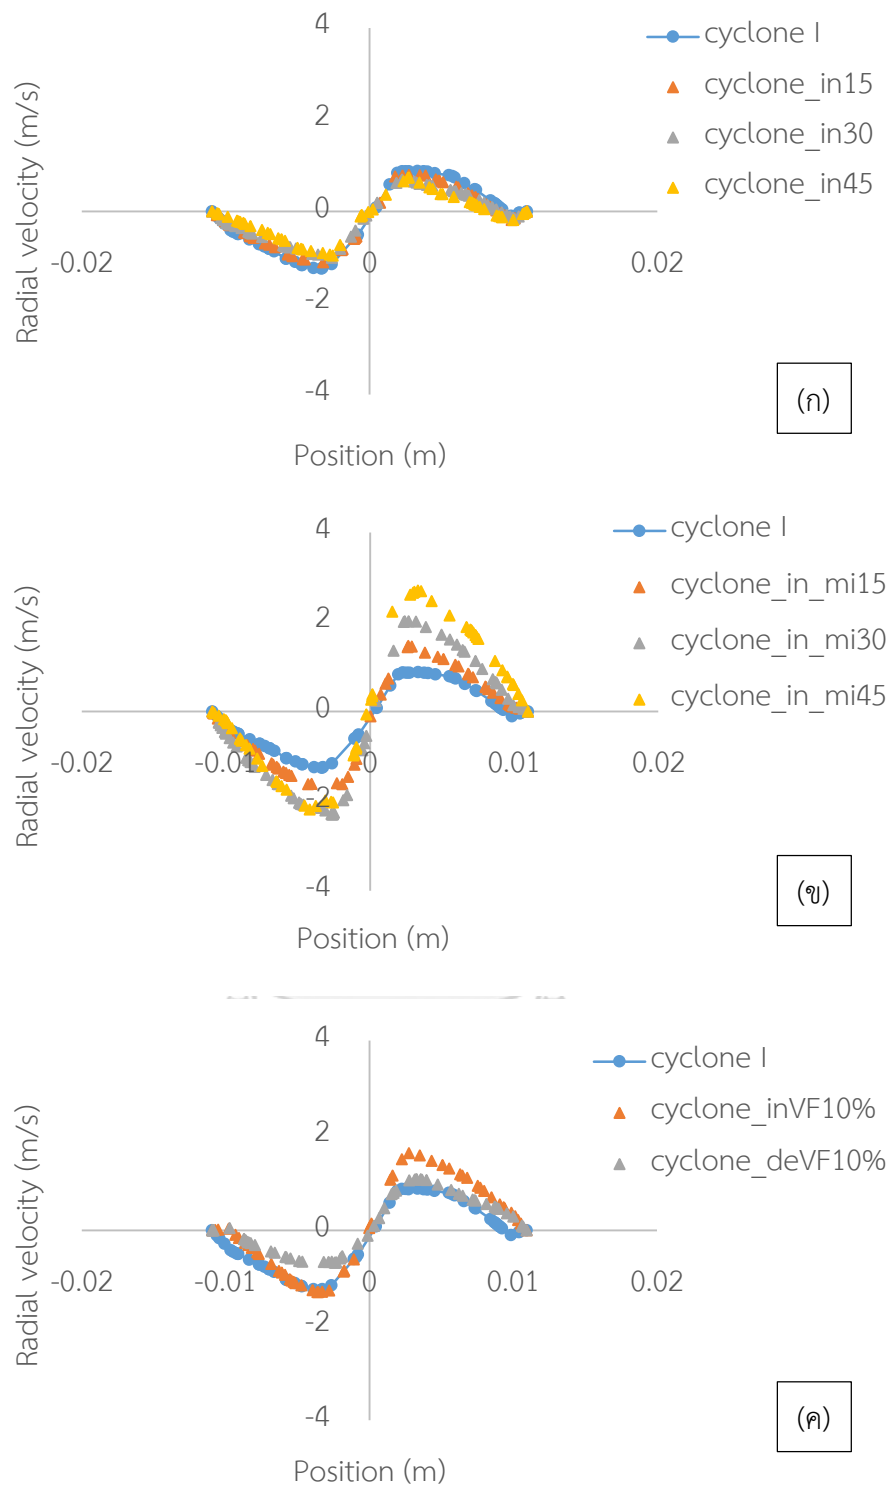 4
cyclone I
cyclone_in15
2
cyclone_in30
cyclone_in45
0
-0.02
0
0.02
-2
-4
Radial velocity (m/s)
Position (m)
(ก)
4
cyclone I
cyclone_in_mi15
2
cyclone_in_mi30
cyclone_in_mi45
0
-0.02
-0.01
0
0.01
0.02
-2
-4
Radial velocity (m/s)
Position (m)
(ข)
4
cyclone I
cyclone_inVF10%
2
cyclone_deVF10%
0
-0.02
-0.01
0
0.01
0.02
-2
-4
Radial velocity (m/s)
Position (m)
(ค)